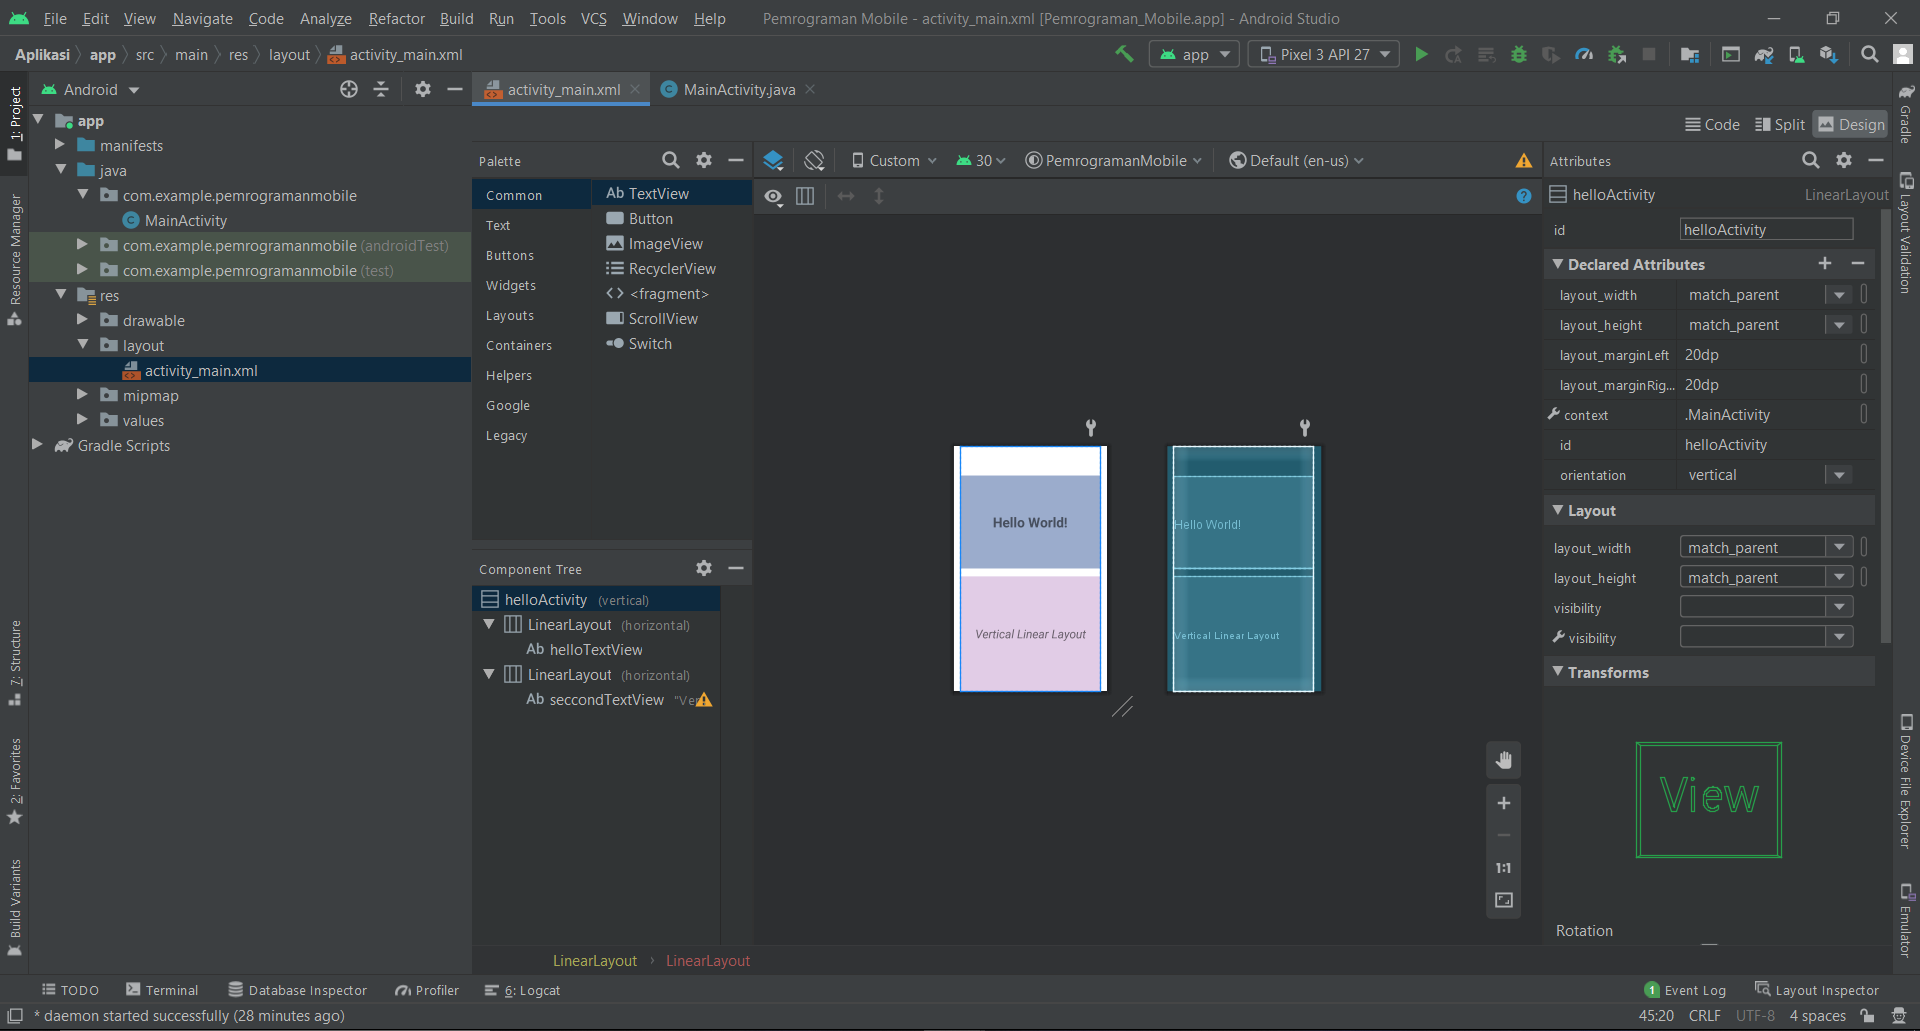 File Edit View Navigate Code Analyze Refactor Build Run Tools VCS Window Help Pemrograman Mobile - activity_main.xml [Pemrograman_Mobile.app] - Android Studio
Aplikasi app src main res layout activity_main.xml app Pixel 3 API 27
1: Project
Resource Manager
7: Structure
2: Favorites
Build Variants
Android
app
manifests
java
com.example.pemrogramanmobile
MainActivity
com.example.pemrogramanmobile (androidTest)
com.example.pemrogramanmobile (test)
res
drawable
layout
activity_main.xml
mipmap
values
Gradle Scripts
activity_main.xml MainActivity.java
Code Split Design
Palette
Common
Text
Buttons
Widgets
Layouts
Containers
Helpers
Google
Legacy
Ab TextView
Button
ImageView
RecyclerView
<fragment>
ScrollView
Switch
Component Tree
helloActivity (vertical)
LinearLayout (horizontal)
Ab helloTextView
LinearLayout (horizontal)
Ab seccondTextView "Ve
Custom 30 PemrogramanMobile Default (en-us)
Hello World!
Vertical Linear Layout
Hello World!
Vertical Linear Layout
1:1
LinearLayout LinearLayout
Attributes
helloActivity LinearLayout
id helloActivity
Declared Attributes
layout_width match_parent
layout_height match_parent
layout_marginLeft 20dp
layout_marginRig... 20dp
context .MainActivity
id helloActivity
orientation vertical
Layout
layout_width match_parent
layout_height match_parent
visibility
visibility
Transforms
View
Rotation
Gradle
Layout Validation
Device File Explorer
Emulator
TODO Terminal Database Inspector Profiler 6: Logcat 1 Event Log Layout Inspector
* daemon started successfully (28 minutes ago) 45:20 CRLF UTF-8 4 spaces